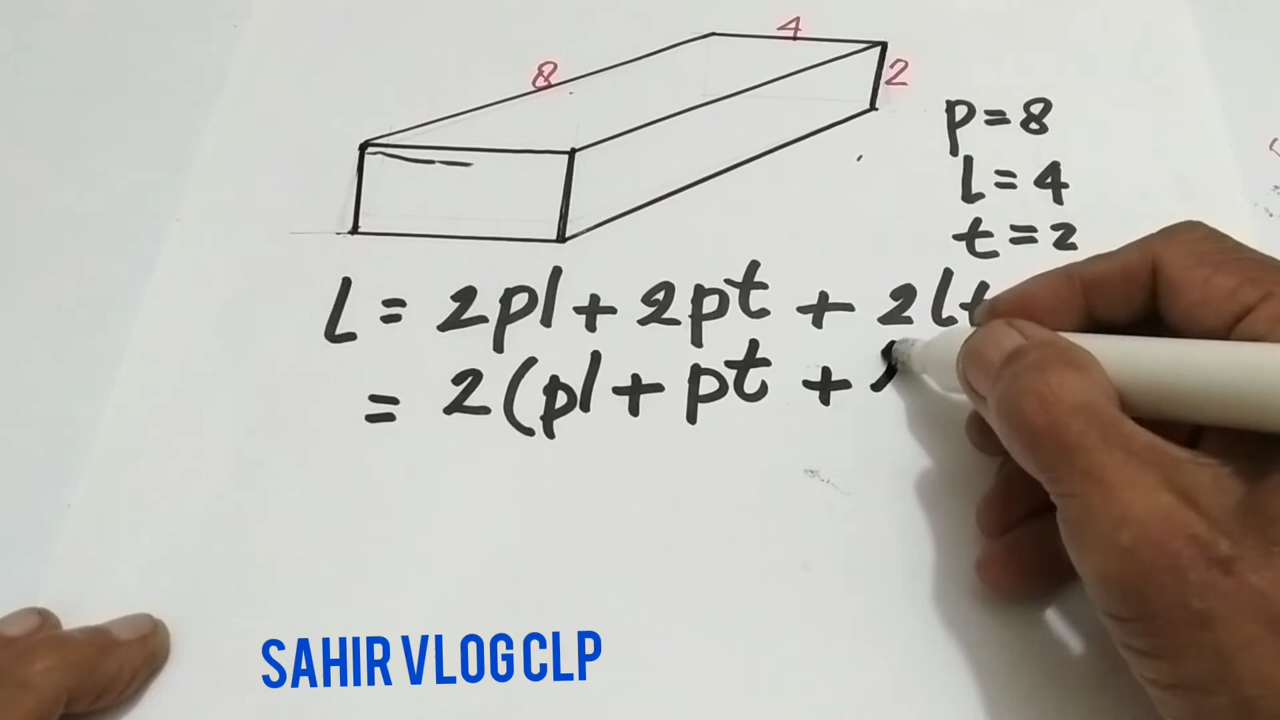 4
8
2
p=8
l=4
t=2
L = 2pl + 2pt + 2lt
= 2(pl + pt +
SAHIR VLOG CLP